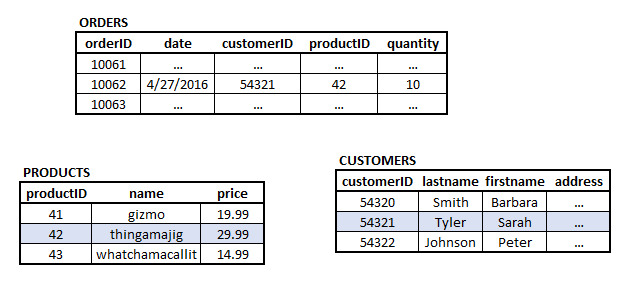 ORDERS
orderID date customerID productID quantity
10061 ... ... ... ...
10062 4/27/2016 54321 42 10
10063 ... ... ... ...
PRODUCTS
productID name price
41 gizmo 19.99
42 thingamajig 29.99
43 whatchamacallit 14.99
CUSTOMERS
customerID lastname firstname address
54320 Smith Barbara ...
54321 Tyler Sarah ...
54322 Johnson Peter ...